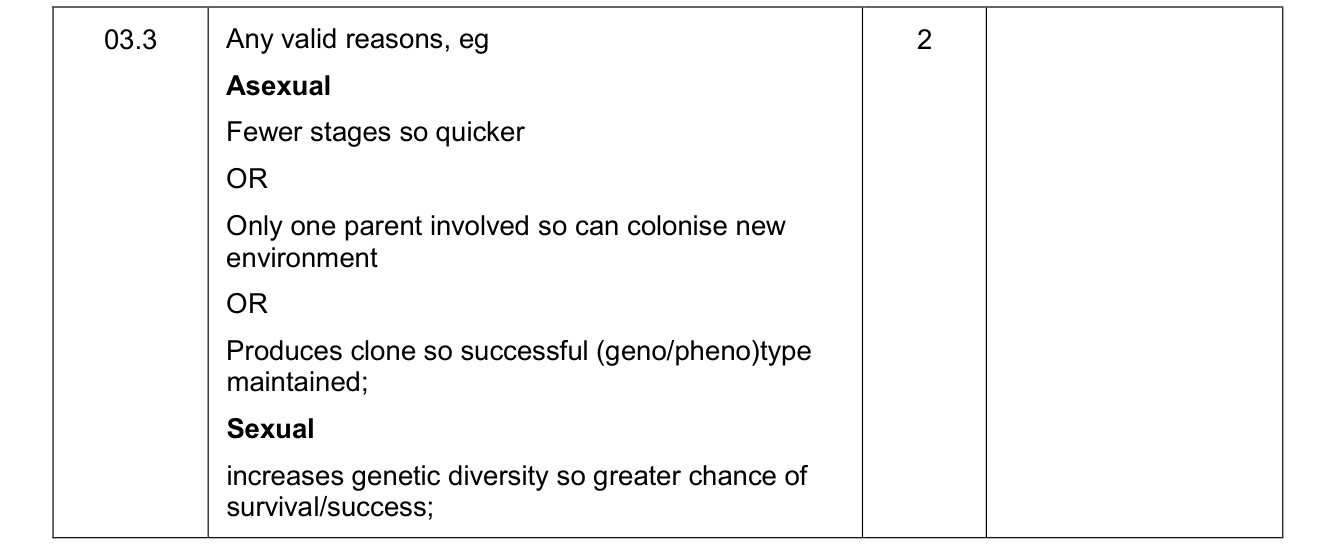 03.3
Any valid reasons, eg
2
Asexual
Fewer stages so quicker
OR
Only one parent involved so can colonise new
environment
OR
Produces clone so successful (geno/pheno)type
maintained;
Sexual
increases genetic diversity so greater chance of
survival/success;